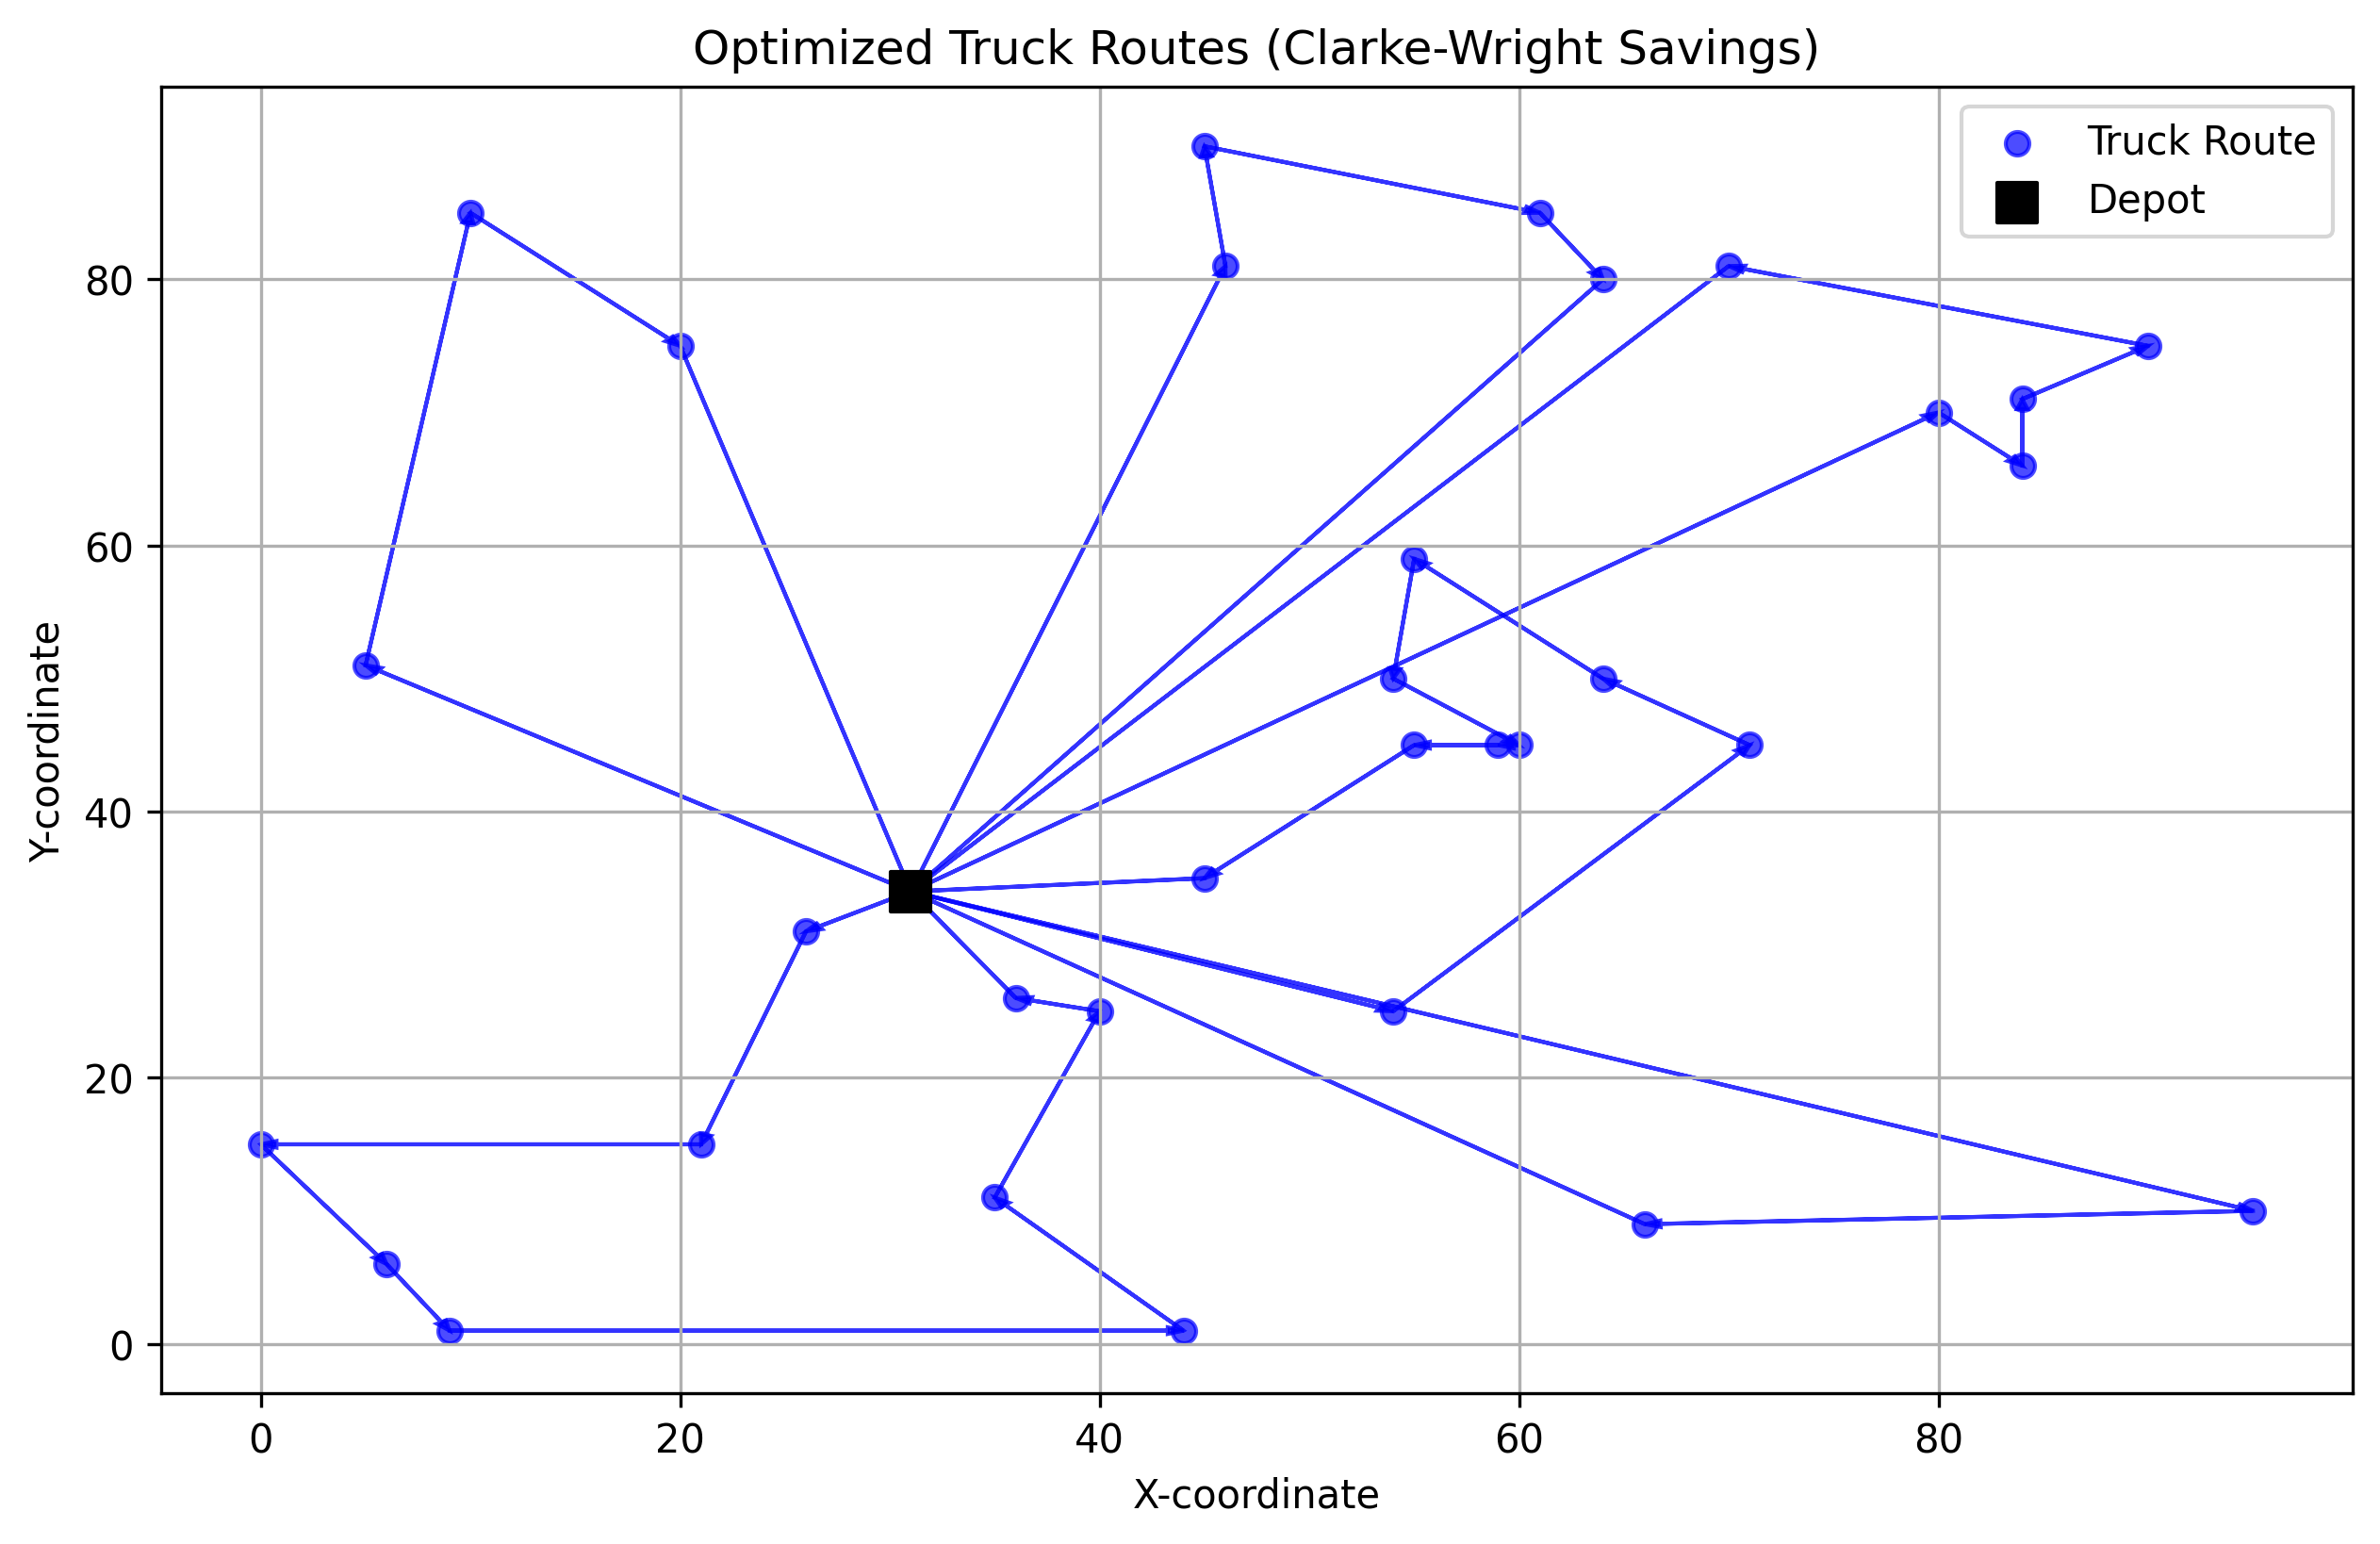 Optimized Truck Routes (Clarke-Wright Savings)
Truck Route
Depot
Y-coordinate
80
60
40
20
0
0 20 40 60 80
X-coordinate